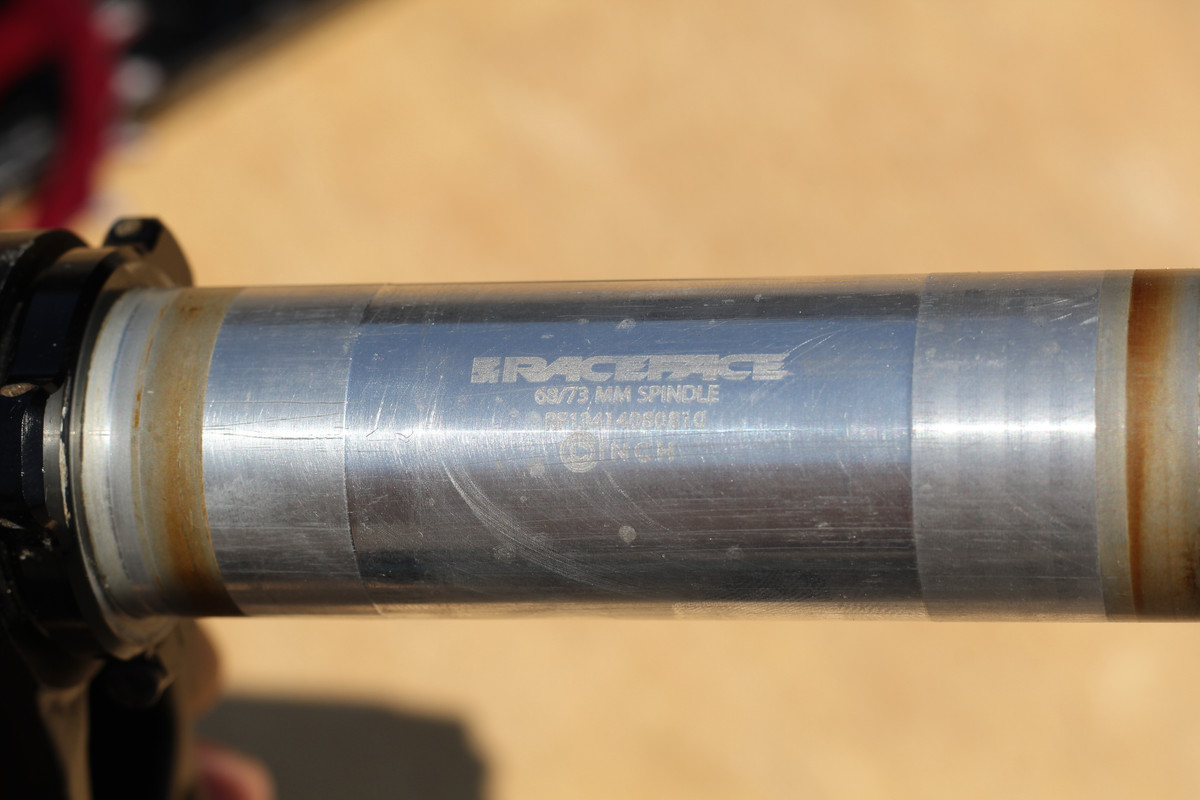 RACEFACE
68/73 MM SPINDLE
CINCH